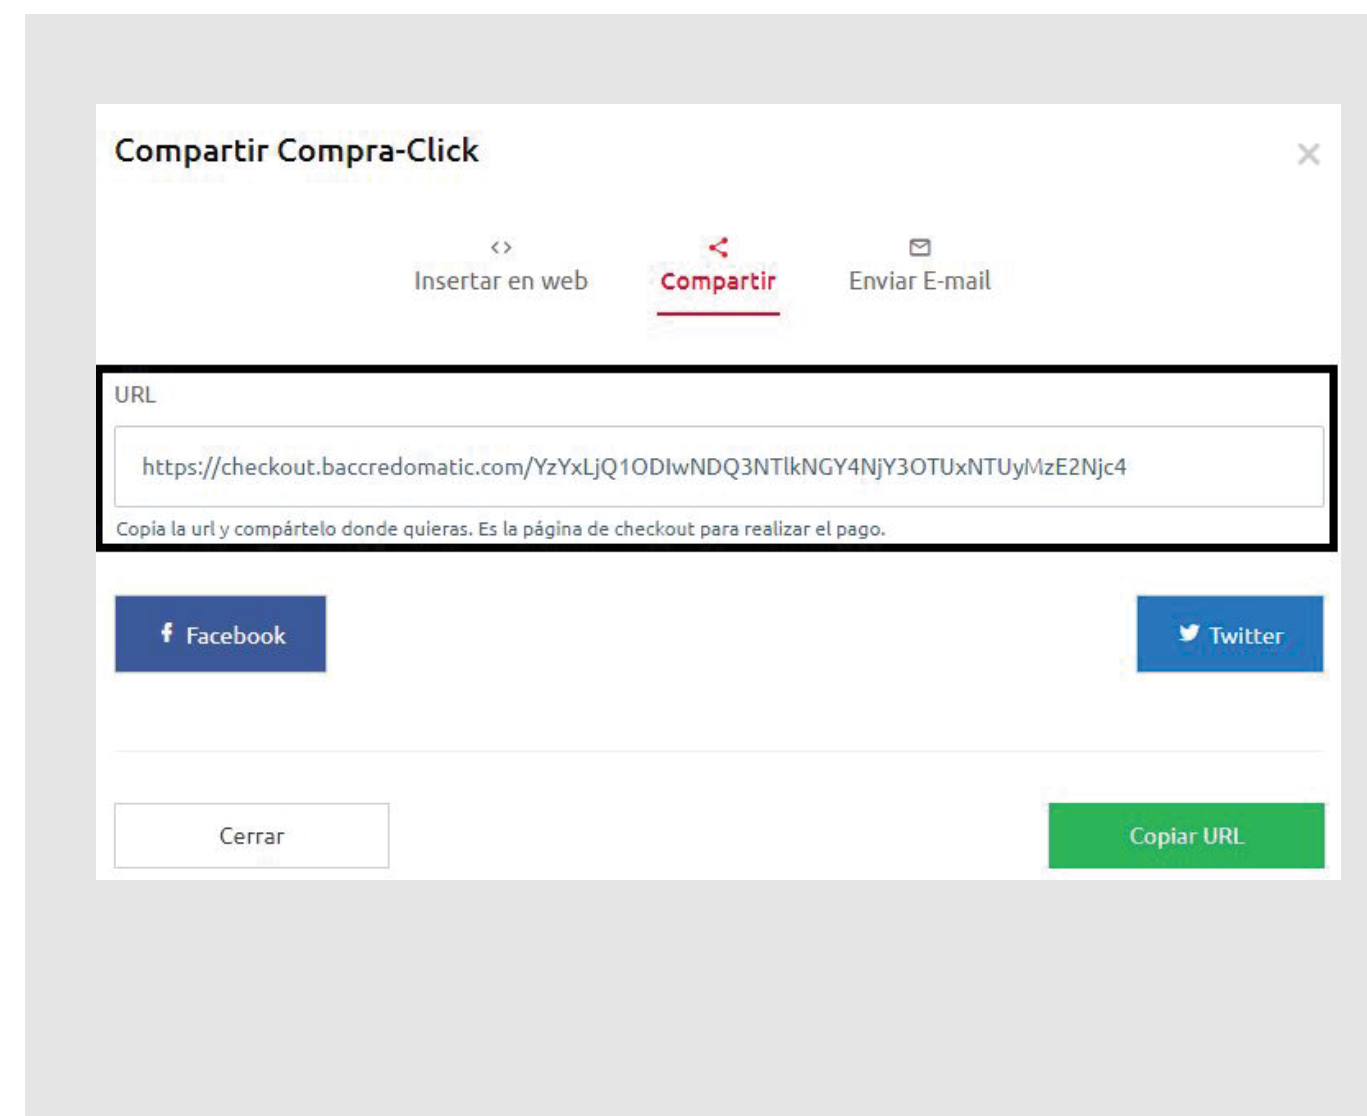 Compartir Compra-Click
Insertar en web
Compartir
Enviar E-mail
URL
https://checkout.baccredomatic.com/YzYxLjQ1ODIwNDQ3NTlkNGY4NjY3OTUxNTUyMzE2Njc4
Copia la url y compártelo donde quieras. Es la página de checkout para realizar el pago.
Facebook
Twitter
Cerrar
Copiar URL